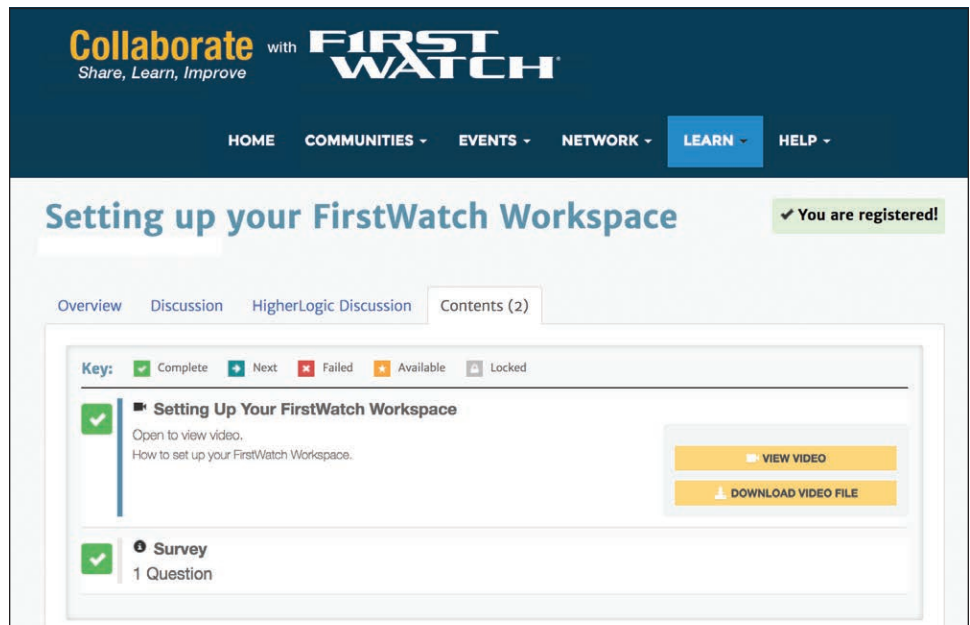 Collaborate with FIRST WATCH
Share, Learn, Improve
HOME COMMUNITIES EVENTS NETWORK LEARN HELP
Setting up your FirstWatch Workspace
You are registered!
Overview Discussion HigherLogic Discussion Contents (2)
Key: Complete Next Failed Available Locked
Setting Up Your FirstWatch Workspace
Open to view video.
How to set up your FirstWatch Workspace.
VIEW VIDEO
DOWNLOAD VIDEO FILE
Survey
1 Question